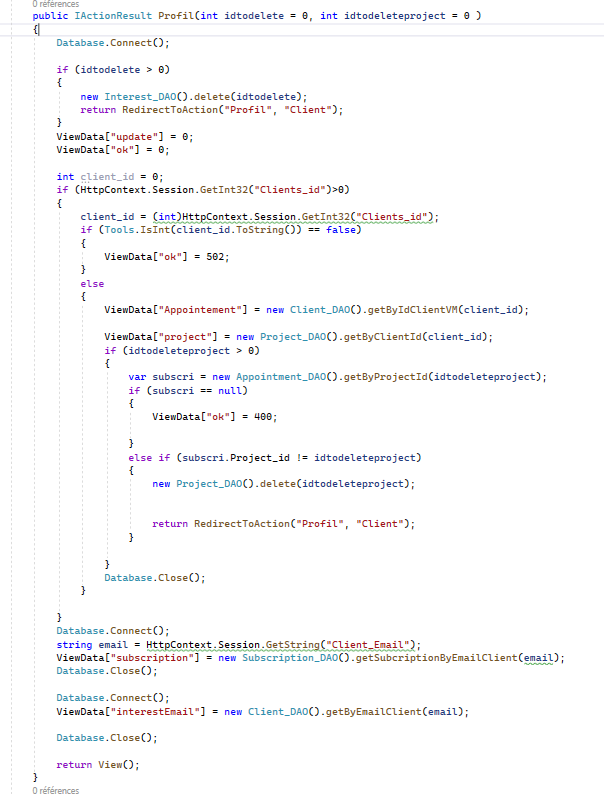 0 références
public IActionResult Profil(int idtodelete = 0, int idtodeleteproject = 0 )
{
Database.Connect();
if (idtodelete > 0)
{
new Interest_DAO().delete(idtodelete);
return RedirectToAction("Profil", "Client");
}
ViewData["update"] = 0;
ViewData["ok"] = 0;
int client_id = 0;
if (HttpContext.Session.GetInt32("Clients_id")>0)
{
client_id = (int)HttpContext.Session.GetInt32("Clients_id");
if (Tools.IsInt(client_id.ToString()) == false)
{
ViewData["ok"] = 502;
}
else
{
ViewData["Appointement"] = new Client_DAO().getByIdClientVM(client_id);
ViewData["project"] = new Project_DAO().getByClientId(client_id);
if (idtodeleteproject > 0)
{
var subscri = new Appointment_DAO().getByProjectId(idtodeleteproject);
if (subscri == null)
{
ViewData["ok"] = 400;
}
else if (subscri.Project_id != idtodeleteproject)
{
new Project_DAO().delete(idtodeleteproject);
return RedirectToAction("Profil", "Client");
}
}
Database.Close();
}
}
Database.Connect();
string email = HttpContext.Session.GetString("Client_Email");
ViewData["subscription"] = new Subscription_DAO().getSubcriptionByEmailClient(email);
Database.Close();
Database.Connect();
ViewData["interestEmail"] = new Client_DAO().getByEmailClient(email);
Database.Close();
return View();
}
0 références